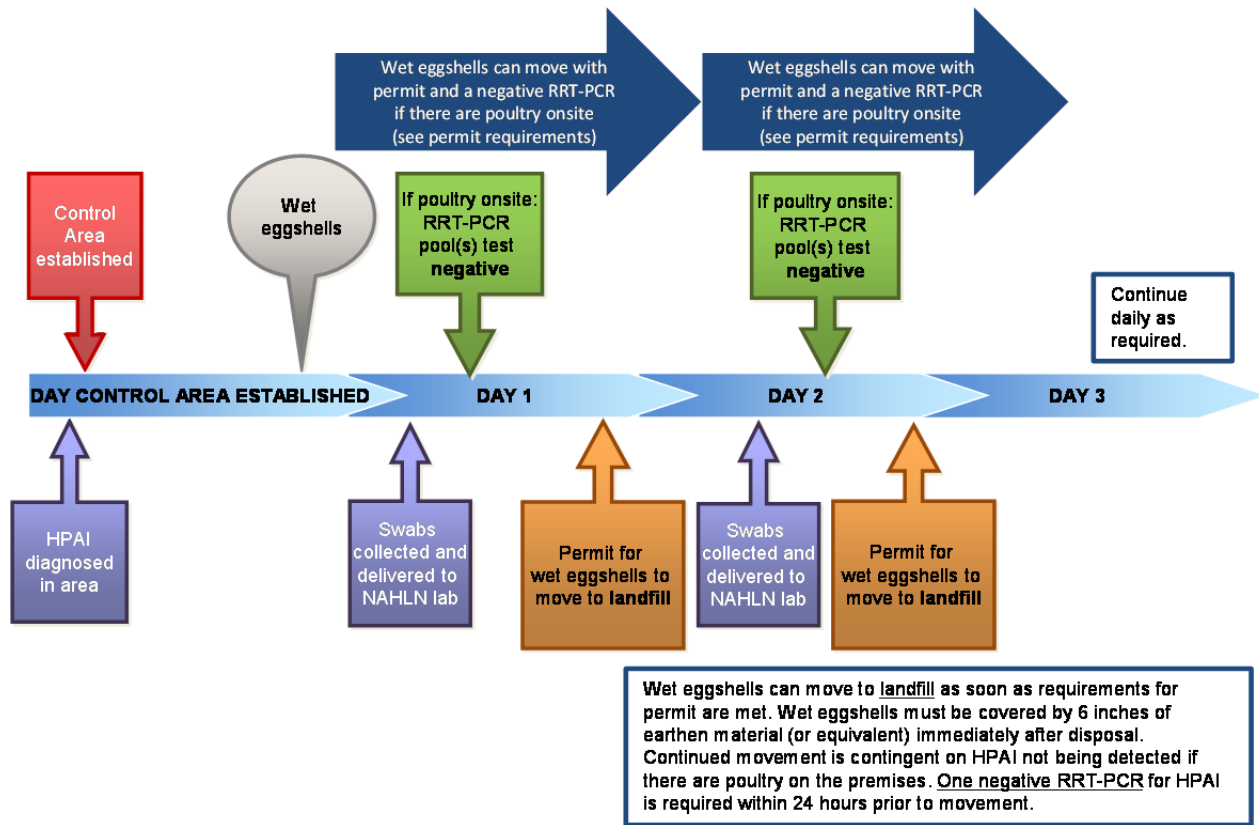 Wet eggshells can move with
permit and a negative RRT-PCR
if there are poultry onsite
(see permit requirements)
Wet eggshells can move with
permit and a negative RRT-PCR
if there are poultry onsite
(see permit requirements)
Control
Area
established
Wet
eggshells
If poultry onsite:
RRT-PCR
pool(s) test
negative
If poultry onsite:
RRT-PCR
pool(s) test
negative
Continue
daily as
required.
DAY CONTROL AREA ESTABLISHED
DAY 1
DAY 2
DAY 3
HPAI
diagnosed
in area
Swabs
collected and
delivered to
NAHLN lab
Permit for
wet eggshells to
move to landfill
Swabs
collected and
delivered to
NAHLN lab
Permit for
wet eggshells to
move to landfill
Wet eggshells can move to landfill as soon as requirements for
permit are met. Wet eggshells must be covered by 6 inches of
earthen material (or equivalent) immediately after disposal.
Continued movement is contingent on HPAI not being detected if
there are poultry on the premises. One negative RRT-PCR for HPAI
is required within 24 hours prior to movement.